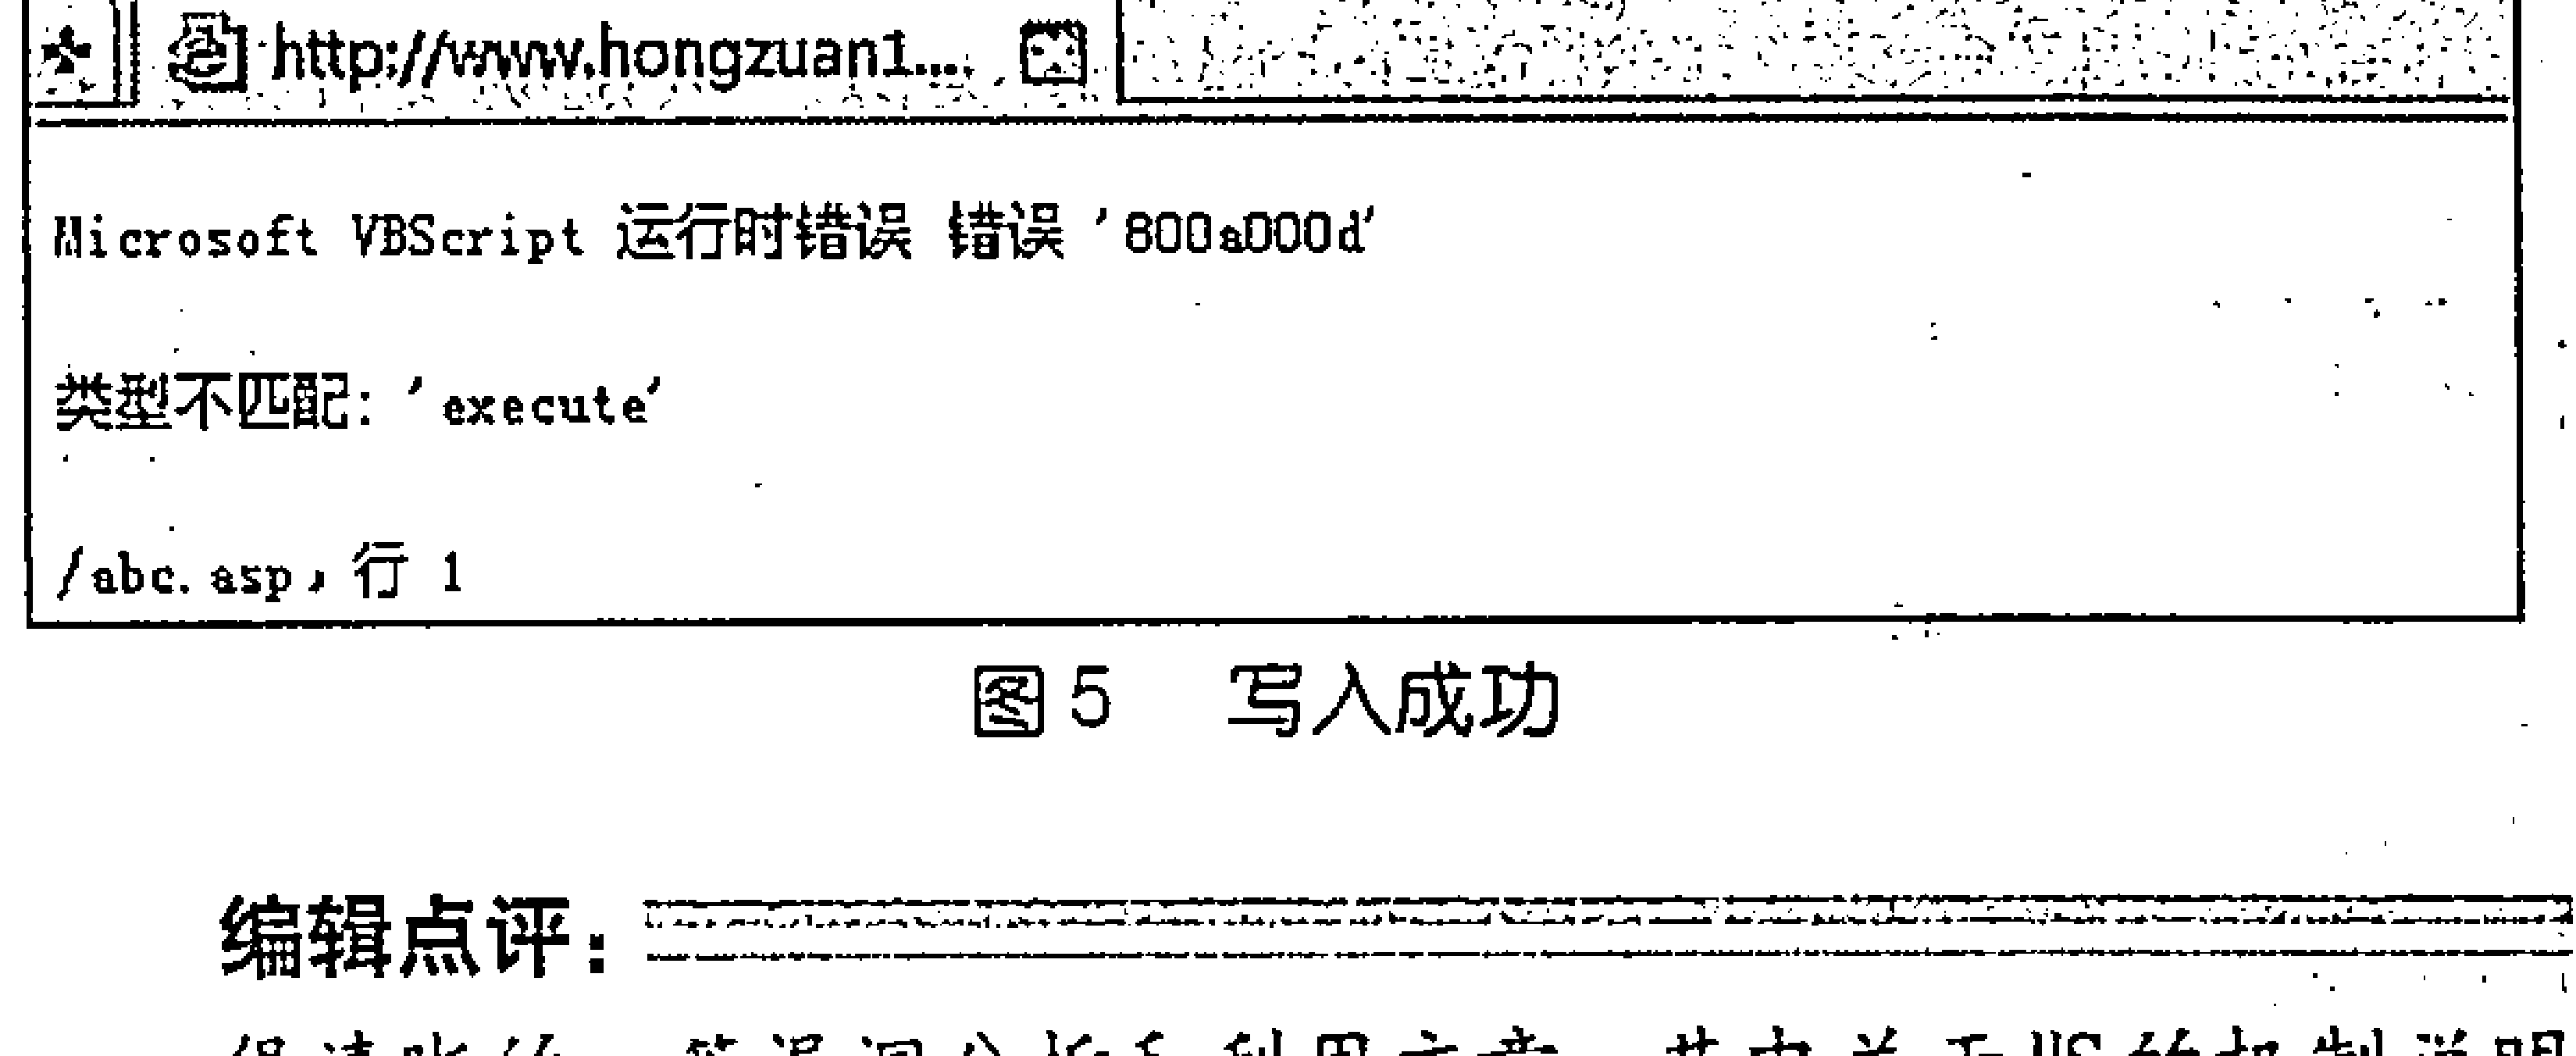 http://www.hongzuan1....
Microsoft VBScript 运行时错误 错误 '800a000d'
类型不匹配: 'execute'
/abc.asp, 行 1
图5 写入成功
编辑点评: